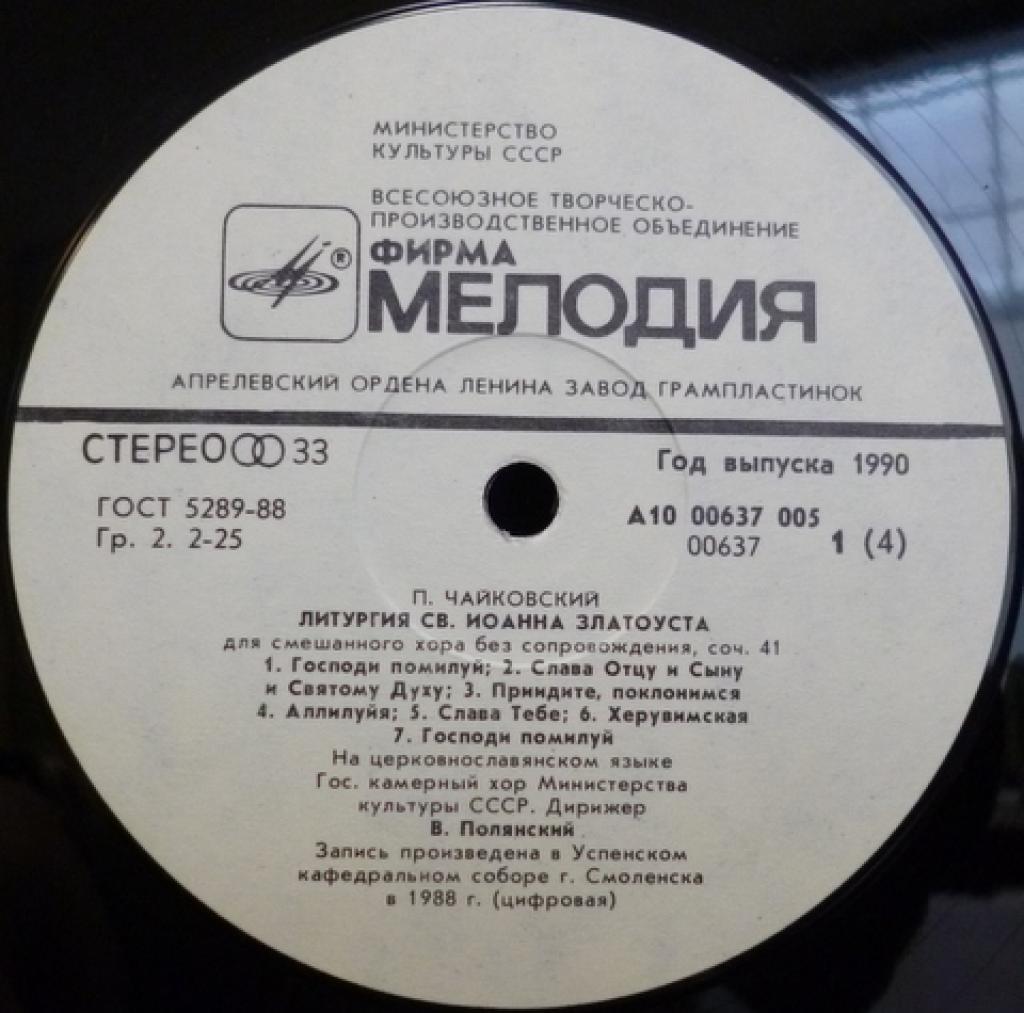 МИНИСТЕРСТВО
КУЛЬТУРЫ СССР
ВСЕСОЮЗНОЕ ТВОРЧЕСКО-
ПРОИЗВОДСТВЕННОЕ ОБЪЕДИНЕНИЕ
ФИРМА
®
МЕЛОДИЯ
АПРЕЛЕВСКИЙ ОРДЕНА ЛЕНИНА ЗАВОД ГРАМПЛАСТИНОК
СТЕРЕО 33
Год выпуска 1990
ГОСТ 5289-88
Гр. 2. 2-25
А10 00637 005
00637 1 (4)
П. ЧАЙКОВСКИЙ
ЛИТУРГИЯ СВ. ИОАННА ЗЛАТОУСТА
для смешанного хора без сопровождения, соч. 41
1. Господи помилуй; 2. Слава Отцу и Сыну
и Святому Духу; 3. Приидите, поклонимся
4. Аллилуйя; 5. Слава Тебе; 6. Херувимская
7. Господи помилуй
На церковнославянском языке
Гос. камерный хор Министерства
культуры СССР. Дирижер
В. Полянский
Запись произведена в Успенском
кафедральном соборе г. Смоленска
в 1988 г. (цифровая)